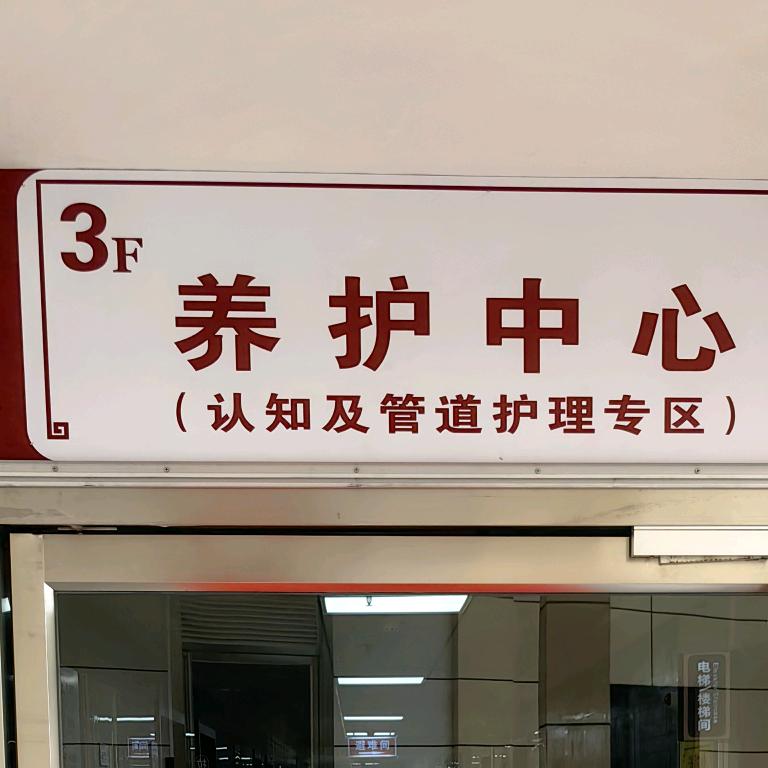 3F
养护中心
（认知及管道护理专区）
避难间
电梯/楼梯间